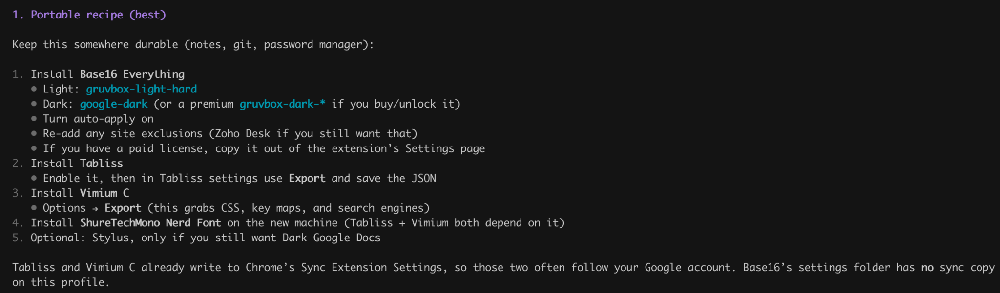 1. Portable recipe (best)
Keep this somewhere durable (notes, git, password manager):
1. Install Base16 Everything
● Light: gruvbox-light-hard
● Dark: google-dark (or a premium gruvbox-dark-* if you buy/unlock it)
● Turn auto-apply on
● Re-add any site exclusions (Zoho Desk if you still want that)
● If you have a paid license, copy it out of the extension’s Settings page
2. Install Tabliss
● Enable it, then in Tabliss settings use Export and save the JSON
3. Install Vimium C
● Options → Export (this grabs CSS, key maps, and search engines)
4. Install ShureTechMono Nerd Font on the new machine (Tabliss + Vimium both depend on it)
5. Optional: Stylus, only if you still want Dark Google Docs
Tabliss and Vimium C already write to Chrome’s Sync Extension Settings, so those two often follow your Google account. Base16’s settings folder has no sync copy
on this profile.